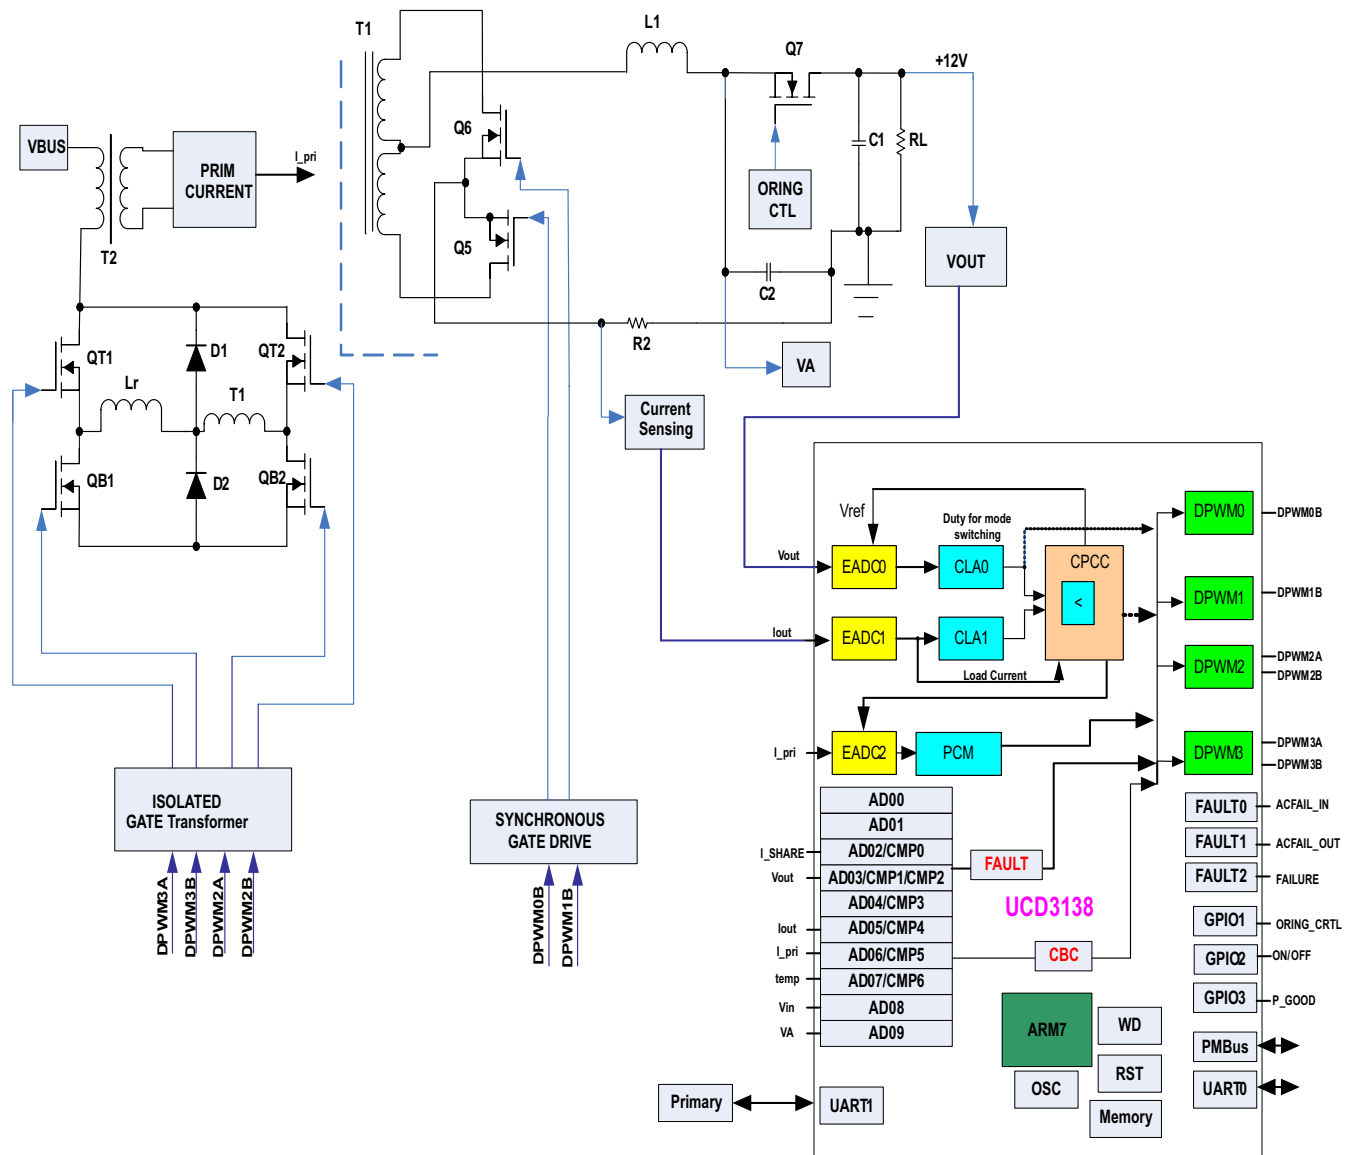 T1
L1
Q7
+12V
Q6
C1
RL
VBUS
PRIM
CURRENT
I_pri
ORING
CTL
T2
Q5
VOUT
C2
R2
VA
QT1
D1
QT2
Lr
T1
Current
Sensing
QB1
D2
QB2
Vref
Duty for mode
switching
DPWM0
DPWM0B
Vout
EADC0
CLA0
CPCC
<
DPWM1
DPWM1B
Iout
EADC1
CLA1
DPWM2
DPWM2A
DPWM2B
Load Current
I_pri
EADC2
PCM
DPWM3
DPWM3A
DPWM3B
ISOLATED
GATE Transformer
SYNCHRONOUS
GATE DRIVE
DPWM3A
DPWM3B
DPWM2A
DPWM2B
DPWM0B
DPWM1B
AD00
AD01
I_SHARE
AD02/CMP0
Vout
AD03/CMP1/CMP2
AD04/CMP3
Iout
AD05/CMP4
I_pri
AD06/CMP5
temp
AD07/CMP6
Vin
AD08
VA
AD09
FAULT
UCD3138
CBC
FAULT0
ACFAIL_IN
FAULT1
ACFAIL_OUT
FAULT2
FAILURE
GPIO1
ORING_CRTL
GPIO2
ON/OFF
GPIO3
P_GOOD
ARM7
WD
PMBus
OSC
RST
UART0
Memory
Primary
UART1